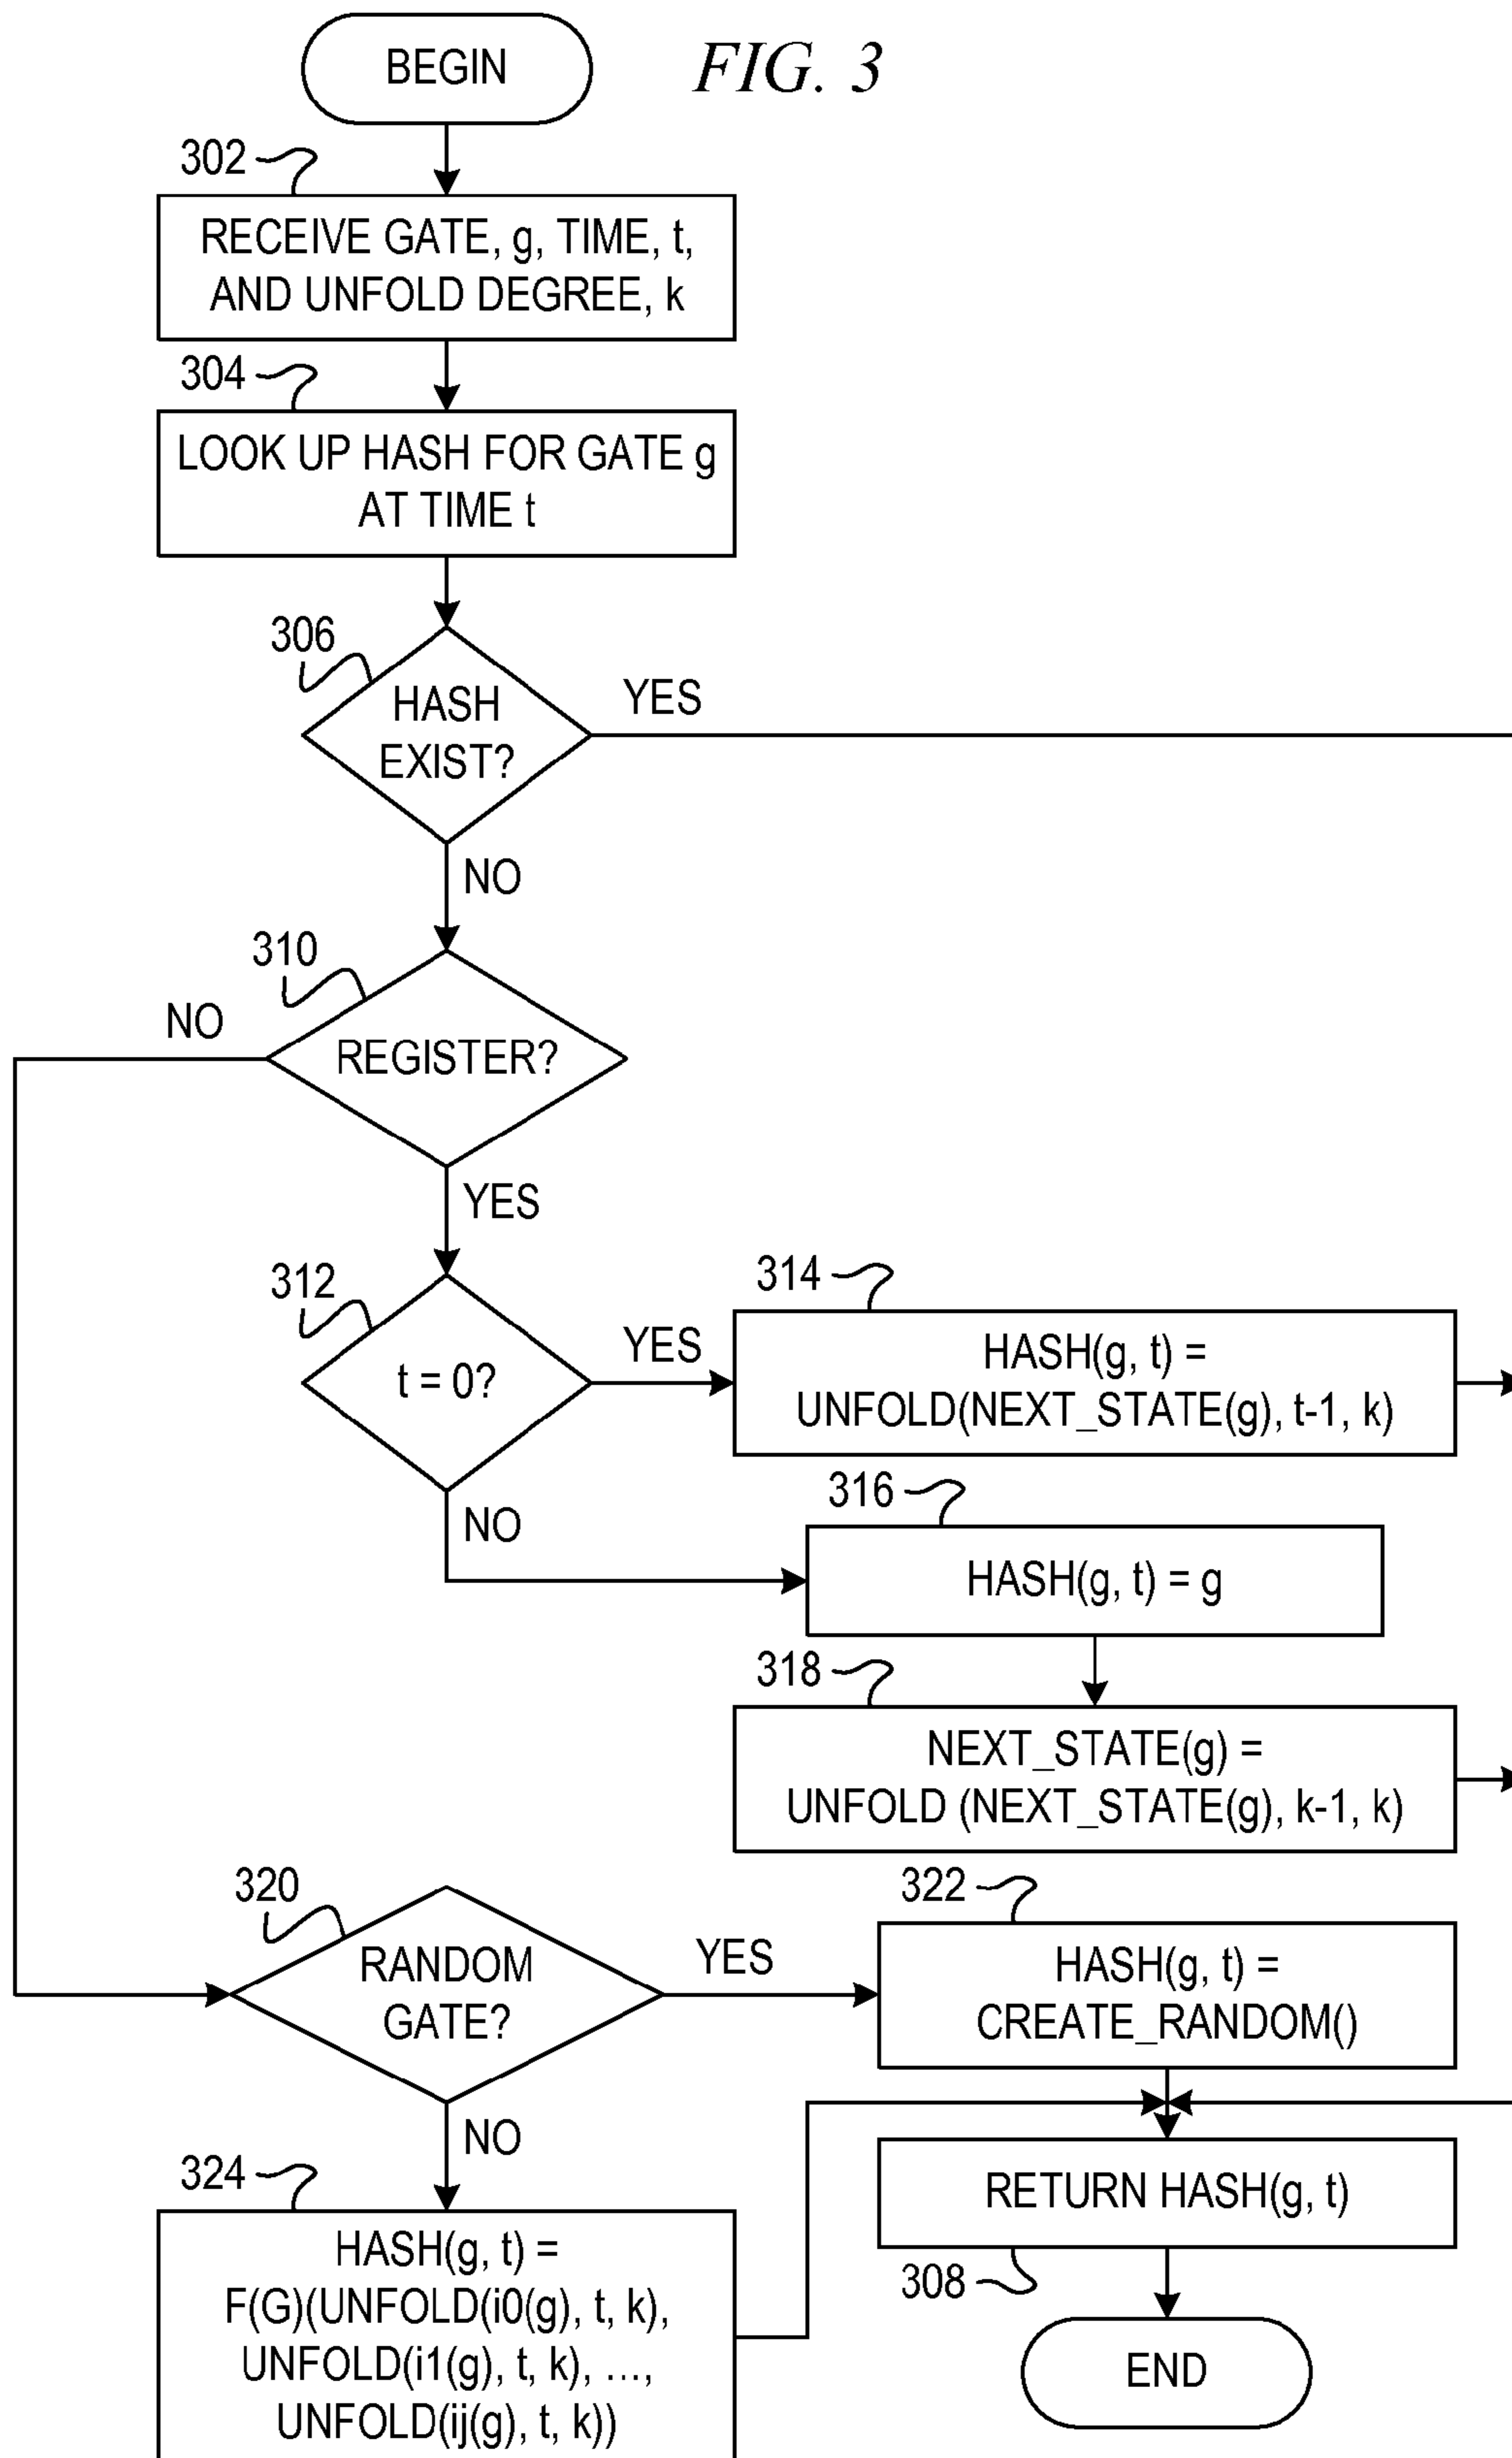 BEGIN
FIG. 3
302
RECEIVE GATE, g, TIME, t,
AND UNFOLD DEGREE, k
304
LOOK UP HASH FOR GATE g
AT TIME t
306
HASH
EXIST?
YES
NO
310
REGISTER?
NO
YES
312
t = 0?
YES
NO
314
HASH(g, t) =
UNFOLD(NEXT_STATE(g), t-1, k)
316
HASH(g, t) = g
318
NEXT_STATE(g) =
UNFOLD (NEXT_STATE(g), k-1, k)
320
RANDOM
GATE?
YES
NO
322
HASH(g, t) =
CREATE_RANDOM()
324
HASH(g, t) =
F(G)(UNFOLD(i0(g), t, k),
UNFOLD(i1(g), t, k), ...,
UNFOLD(ij(g), t, k))
RETURN HASH(g, t)
308
END